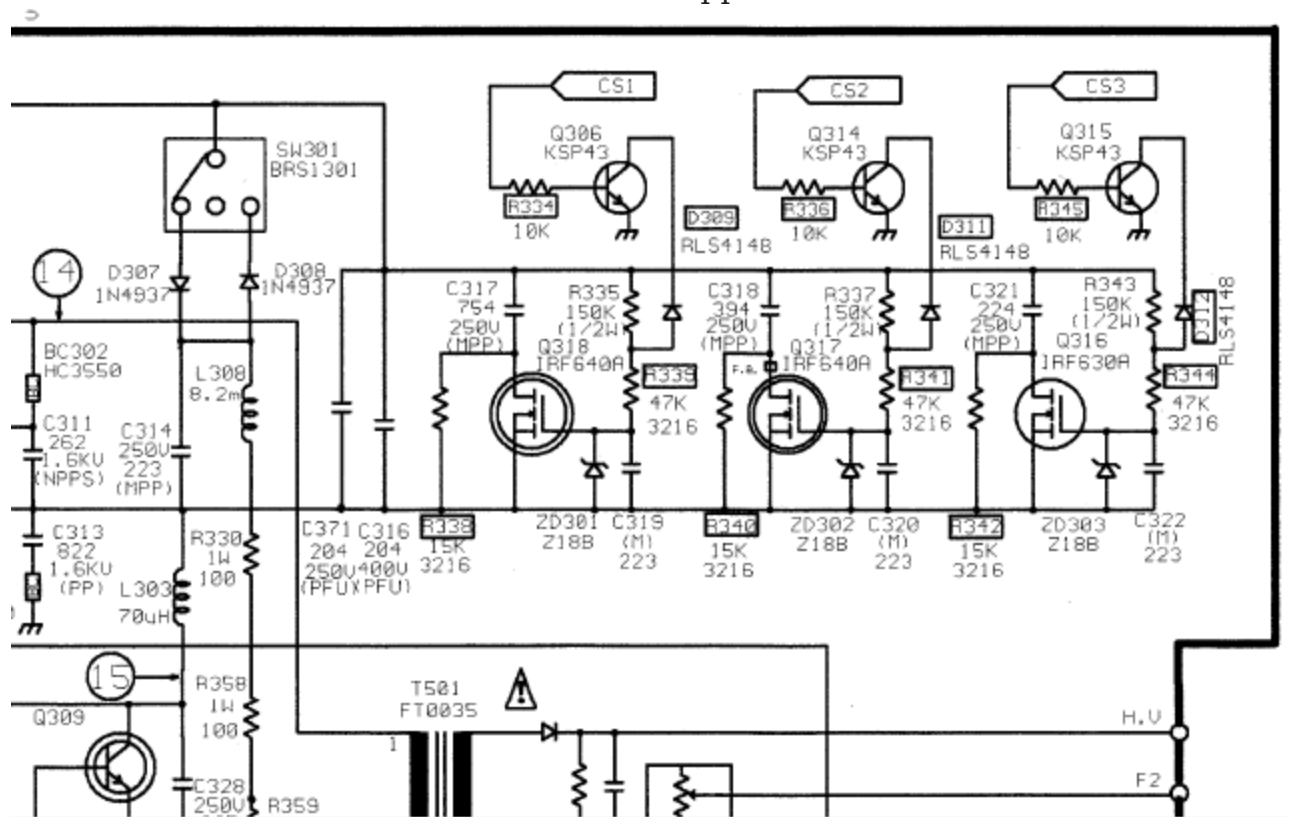 CS1
CS2
CS3
Q306
KSP43
Q314
KSP43
Q315
KSP43
SW301
BRS1301
R334
10K
D309
RLS414B
R336
10K
D311
RLS4148
R345
10K
D312
RLS4148
14
D307
1N4937
D308
1N4937
C317
754
250V
(MPP)
R335
150K
(1/2W)
C318
394
250V
(MPP)
R337
150K
(1/2W)
C321
224
250V
(MPP)
R343
150K
(1/2W)
Q318
IRF640A
Q317
IRF640A
Q316
IRF630A
F.B.
BC302
HC3550
L308
8.2m
R339
47K
3216
R341
47K
3216
R344
47K
3216
C311
262
1.6KV
(NPPS)
C314
250V
223
(MPP)
C313
822
1.6KV
(PP)
L303
70uH
R330
1W
100
C371
204
250V
(PFU)
C316
204
400V
(PFU)
R338
15K
3216
ZD301
Z18B
C319
(M)
223
R340
15K
3216
ZD302
Z18B
C320
(M)
223
R342
15K
3216
ZD303
Z18B
C322
(M)
223
15
R358
1W
100
Q309
T501
FT0035
1
H.V
F2
C328
250V
R359